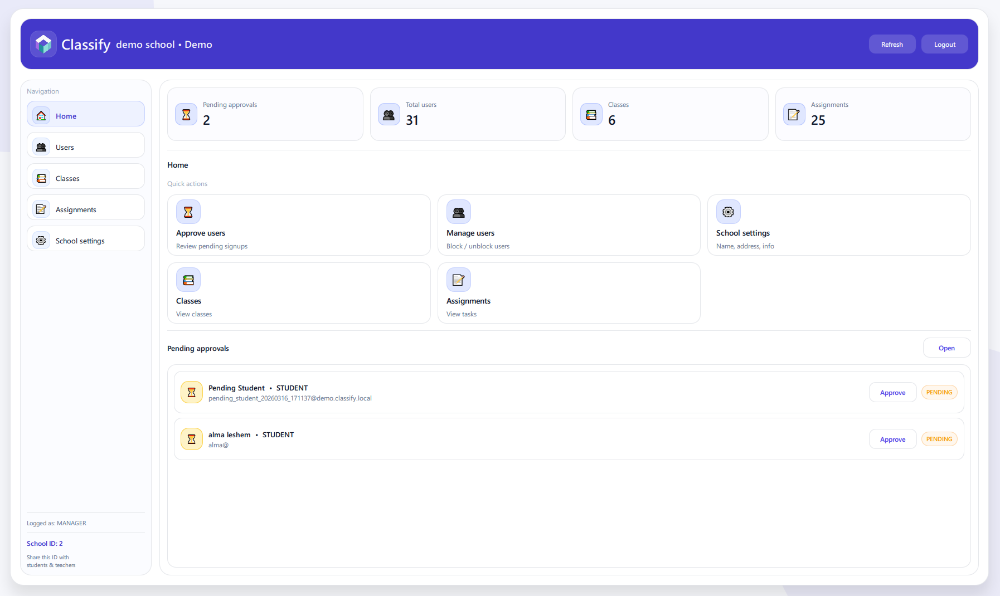 Classify demo school • Demo
Refresh
Logout
Navigation
Home
Users
Classes
Assignments
School settings
Logged as: MANAGER
School ID: 2
Share this ID with
students & teachers
Pending approvals
2
Total users
31
Classes
6
Assignments
25
Home
Quick actions
Approve users
Review pending signups
Manage users
Block / unblock users
School settings
Name, address, info
Classes
View classes
Assignments
View tasks
Pending approvals
Open
Pending Student • STUDENT
pending_student_20260316_171137@demo.classify.local
Approve
PENDING
alma leshem • STUDENT
alma@
Approve
PENDING